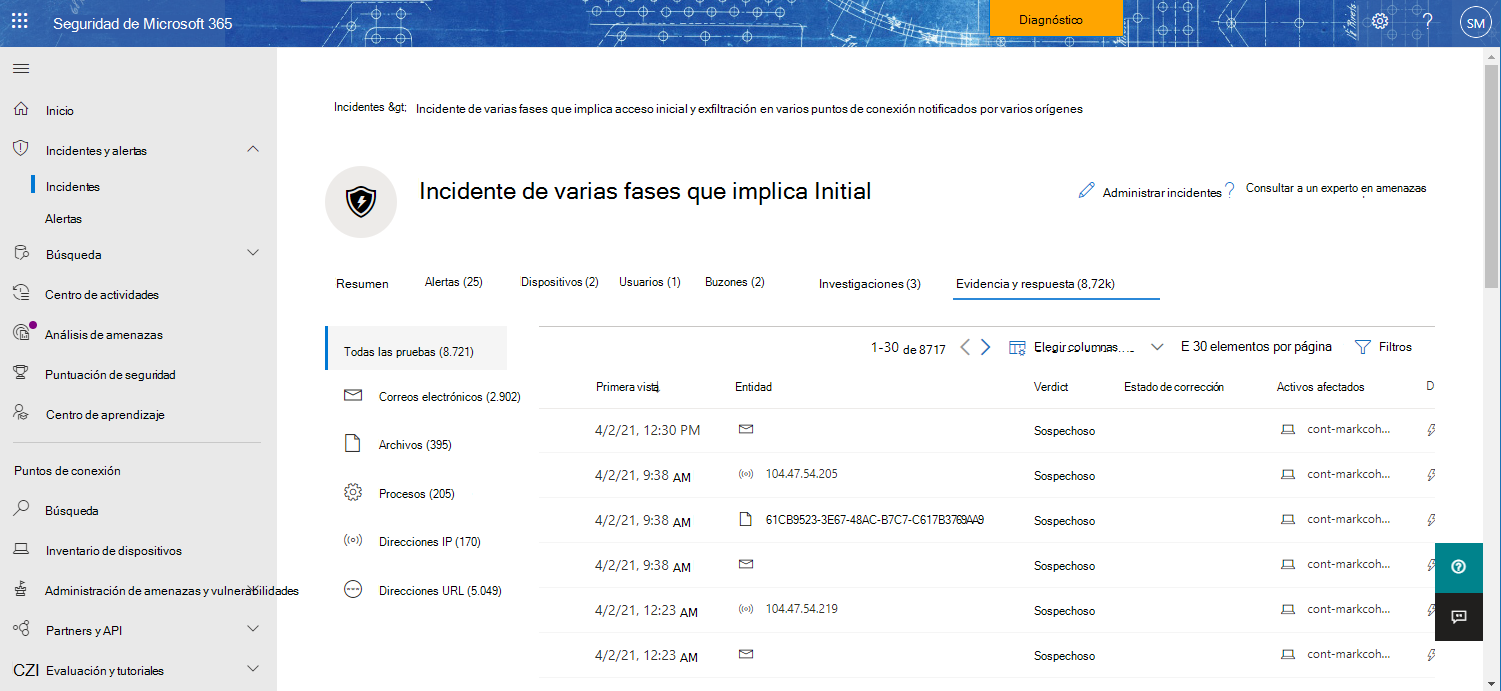 Seguridad de Microsoft 365
Diagnóstico
?
SM
Inicio
Incidentes y alertas
Incidentes
Alertas
Búsqueda
Centro de actividades
Análisis de amenazas
Puntuación de seguridad
Centro de aprendizaje
Puntos de conexión
Búsqueda
Inventario de dispositivos
Administración de amenazas y vulnerabilidades
Partners y API
CZI Evaluación y tutoriales
Incidentes &gt; Incidente de varias fases que implica acceso inicial y exfiltración en varios puntos de conexión notificados por varios orígenes
Incidente de varias fases que implica Initial
Administrar incidentes ? Consultar a un experto en amenazas
Resumen Alertas (25) Dispositivos (2) Usuarios (1) Buzones (2) Investigaciones (3) Evidencia y respuesta (8,72k)
Todas las pruebas (8.721)
Correos electrónicos (2.902)
Archivos (395)
Procesos (205)
Direcciones IP (170)
Direcciones URL (5.049)
1-30 de 8717 Elegir columnas E 30 elementos por página Filtros
Primera vista Entidad Verdict Estado de corrección Activos afectados D
4/2/21, 12:30 PM Sospechoso cont-markcoh...
4/2/21, 9:38 AM 104.47.54.205 Sospechoso cont-markcoh...
4/2/21, 9:38 AM 61CB9523-3E67-48AC-B7C7-C617B3769AA9 Sospechoso cont-markcoh...
4/2/21, 9:38 AM Sospechoso cont-markcoh...
4/2/21, 12:23 AM 104.47.54.219 Sospechoso cont-markcoh...
4/2/21, 12:23 AM Sospechoso cont-markcoh...